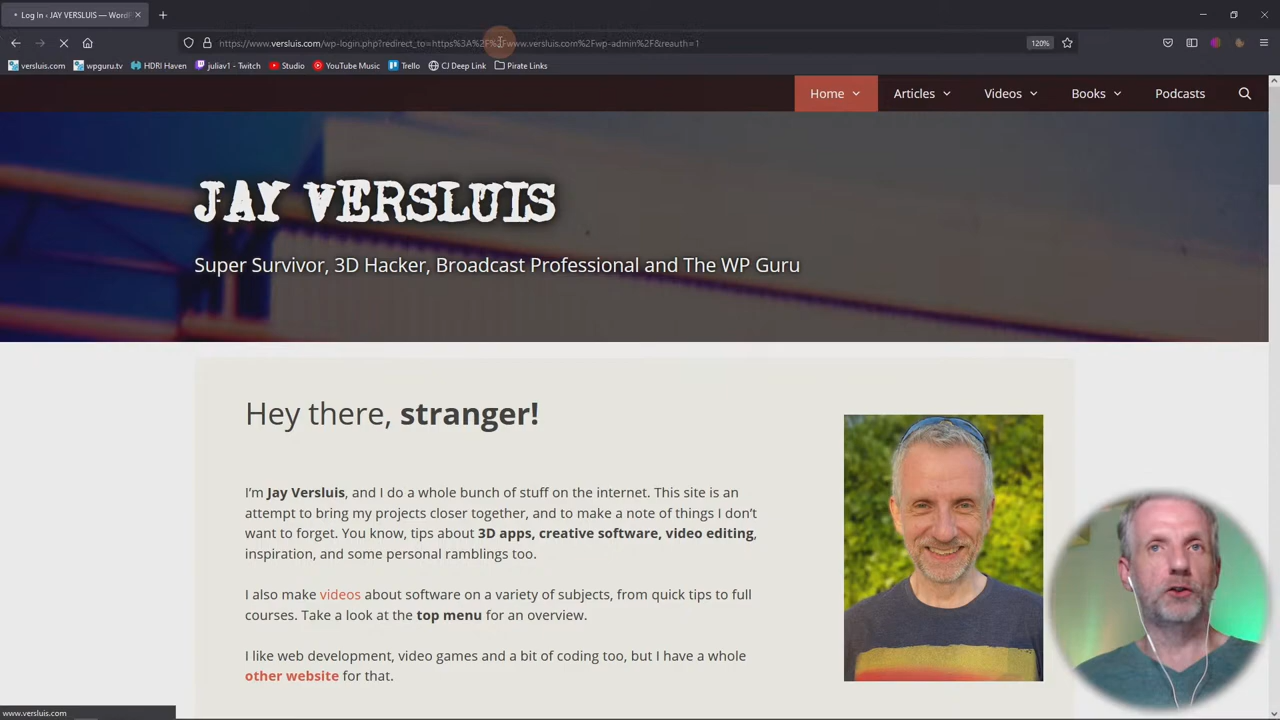 Log In ‹ JAY VERSLUIS — WordP
https://www.versluis.com/wp-login.php?redirect_to=https%3A%2F%2Fwww.versluis.com%2Fwp-admin%2F&reauth=1
120%
versluis.com wpguru.tv HDRI Haven juliav1 - Twitch Studio YouTube Music Trello CJ Deep Link Pirate Links
Home Articles Videos Books Podcasts
JAY VERSLUIS
Super Survivor, 3D Hacker, Broadcast Professional and The WP Guru
Hey there, stranger!
I'm Jay Versluis, and I do a whole bunch of stuff on the internet. This site is an
attempt to bring my projects closer together, and to make a note of things I don't
want to forget. You know, tips about 3D apps, creative software, video editing,
inspiration, and some personal ramblings too.
I also make videos about software on a variety of subjects, from quick tips to full
courses. Take a look at the top menu for an overview.
I like web development, video games and a bit of coding too, but I have a whole
other website for that.
www.versluis.com